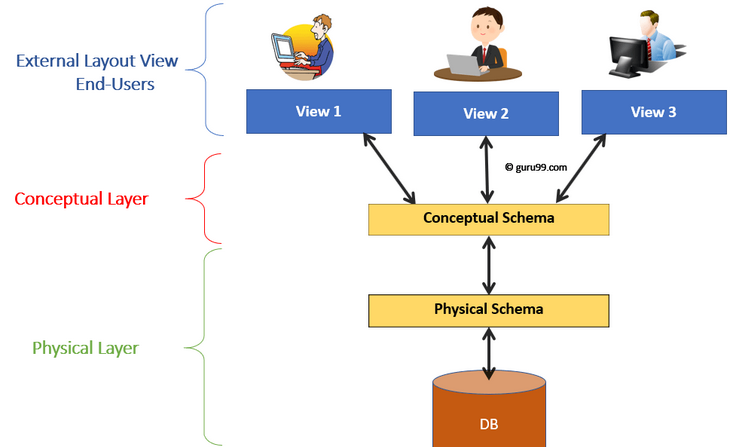 External Layout View
End-Users
View 1
View 2
View 3
© guru99.com
Conceptual Layer
Conceptual Schema
Physical Schema
Physical Layer
DB